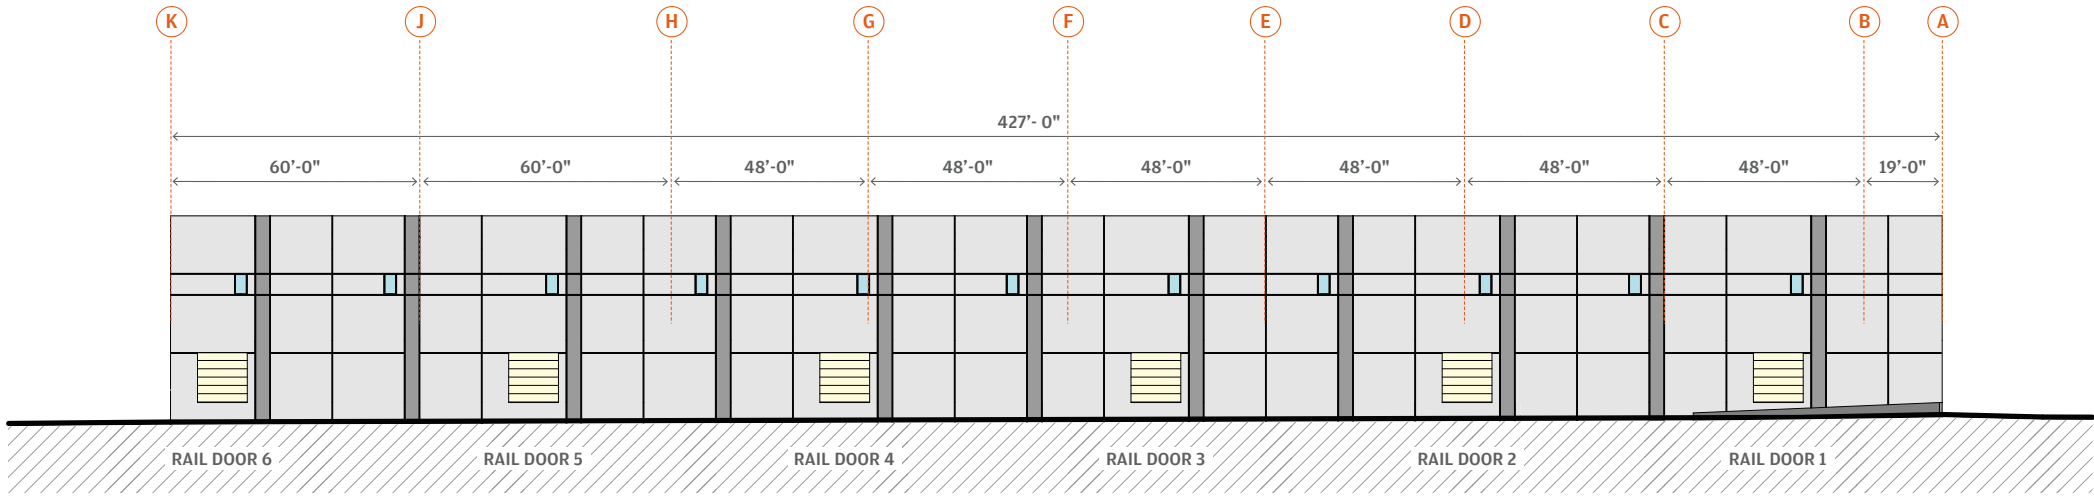 K J H G F E D C B A
427'- 0"
60'-0" 60'-0" 48'-0" 48'-0" 48'-0" 48'-0" 48'-0" 48'-0" 19'-0"
RAIL DOOR 6 RAIL DOOR 5 RAIL DOOR 4 RAIL DOOR 3 RAIL DOOR 2 RAIL DOOR 1